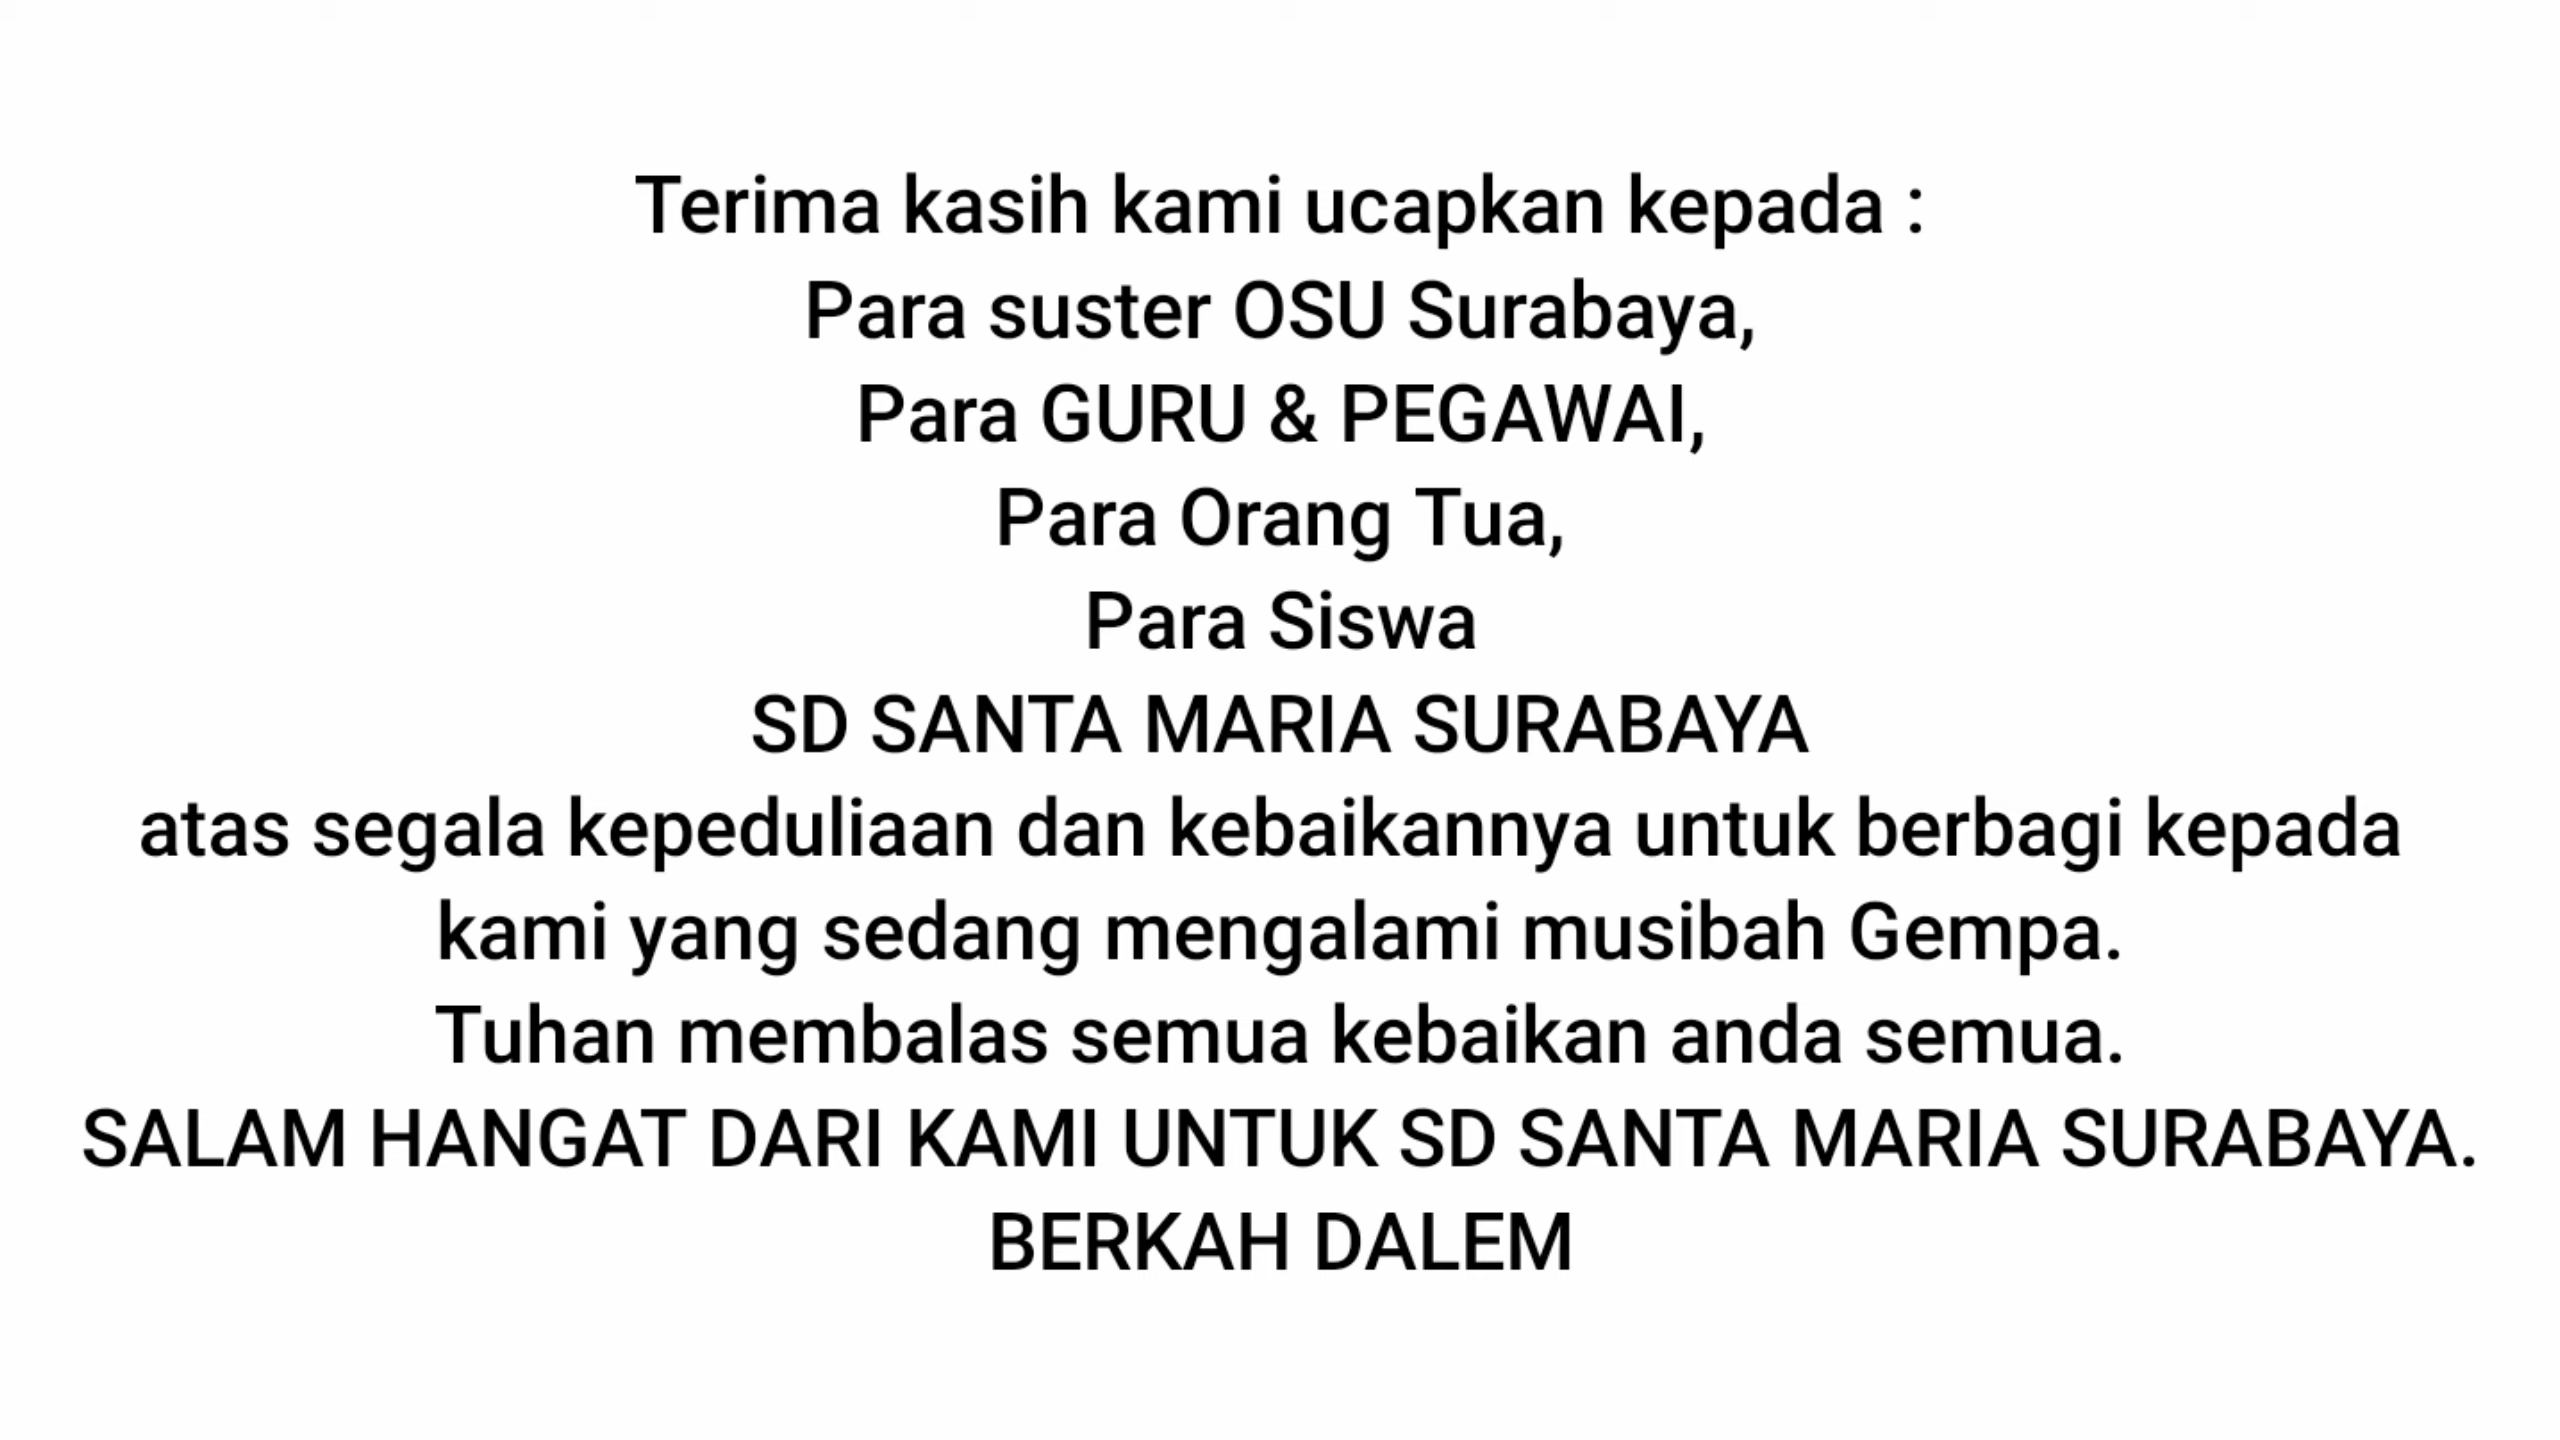 Terima kasih kami ucapkan kepada :
Para suster OSU Surabaya,
Para GURU & PEGAWAI,
Para Orang Tua,
Para Siswa
SD SANTA MARIA SURABAYA
atas segala kepeduliaan dan kebaikannya untuk berbagi kepada
kami yang sedang mengalami musibah Gempa.
Tuhan membalas semua kebaikan anda semua.
SALAM HANGAT DARI KAMI UNTUK SD SANTA MARIA SURABAYA.
BERKAH DALEM